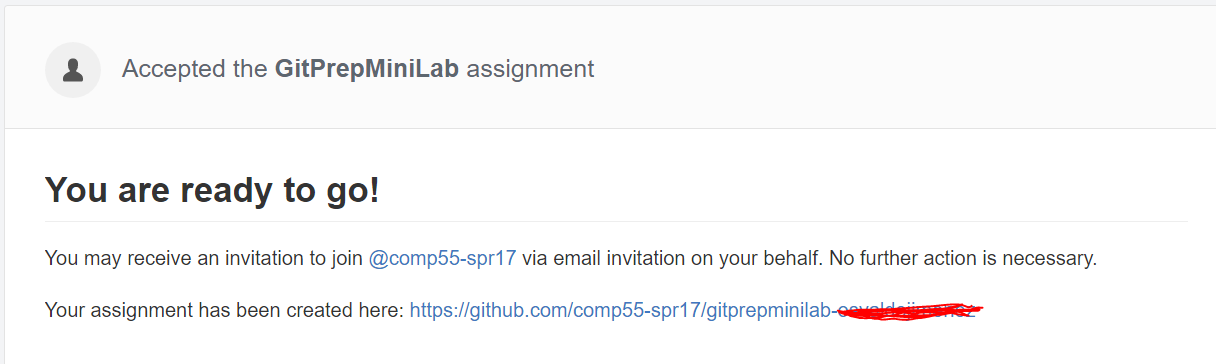 Accepted the GitPrepMiniLab assignment
You are ready to go!
You may receive an invitation to join @comp55-spr17 via email invitation on your behalf. No further action is necessary.
Your assignment has been created here: https://github.com/comp55-spr17/gitprepminilab-